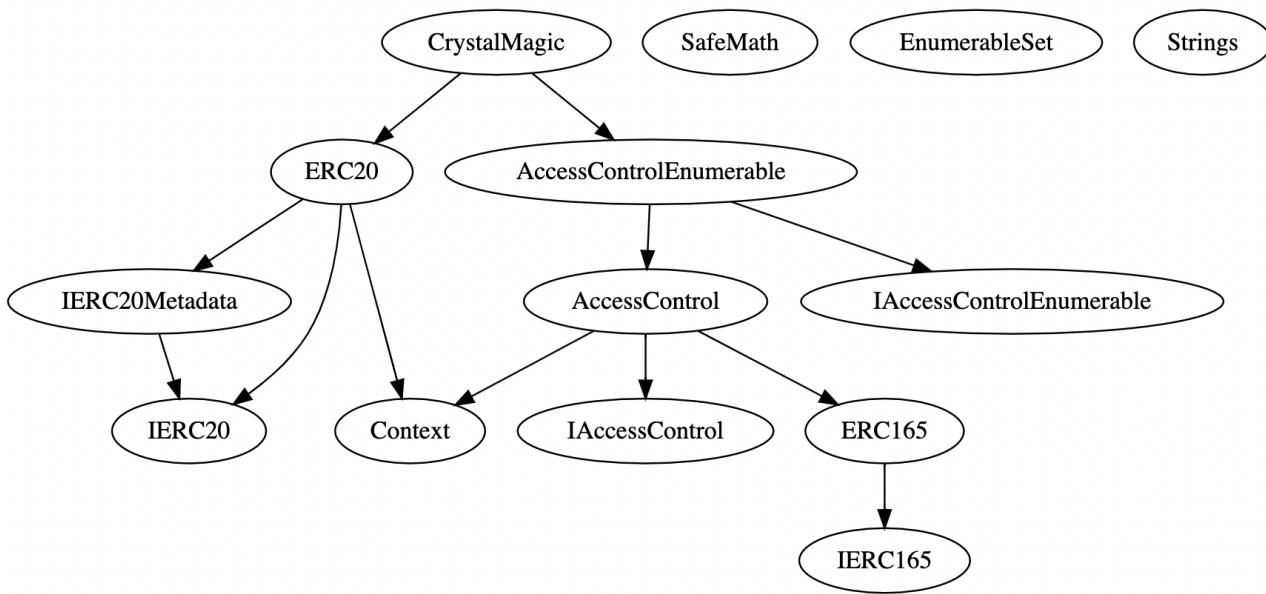 CrystalMagic
SafeMath
EnumerableSet
Strings
ERC20
AccessControlEnumerable
IERC20Metadata
AccessControl
IAccessControlEnumerable
IERC20
Context
IAccessControl
ERC165
IERC165